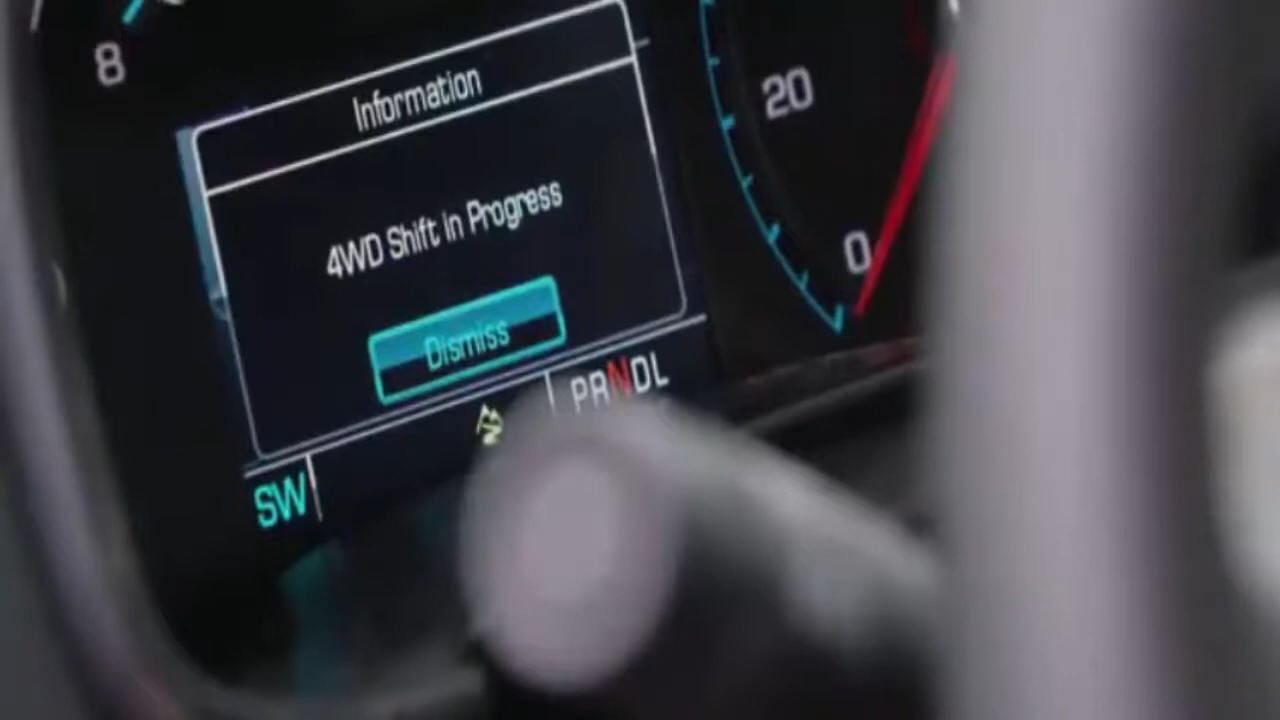 8
Information
20
4WD Shift in Progress
0
Dismiss
PRNDL
SW